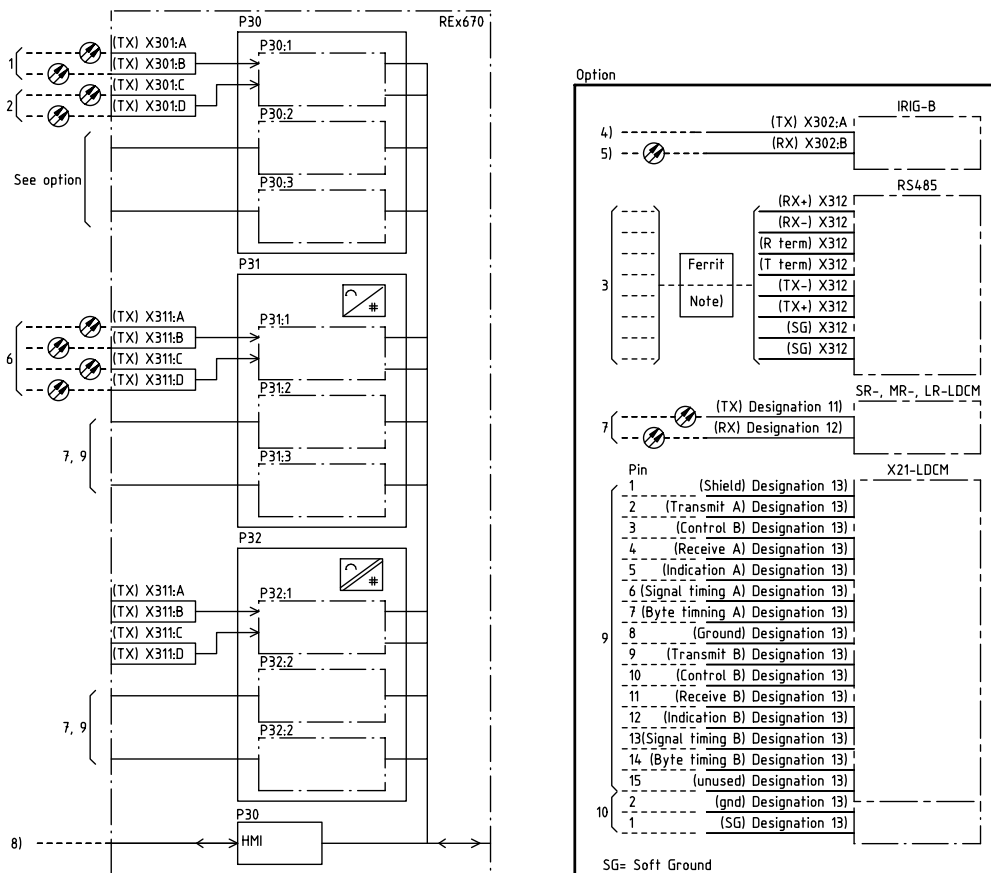 P30
REx670
(TX) X301:A
P30:1
1
(TX) X301:B
(TX) X301:C
2
(TX) X301:D
P30:2
See option
P30:3
P31
#
(TX) X311:A
P31:1
(TX) X311:B
6
(TX) X311:C
(TX) X311:D
P31:2
7, 9
P31:3
P32
#
(TX) X311:A
P32:1
(TX) X311:B
(TX) X311:C
(TX) X311:D
P32:2
7, 9
P32:2
P30
8)
HMI
Option
IRIG-B
4)
(TX) X302:A
5)
(RX) X302:B
RS485
(RX+) X312
(RX-) X312
(R term) X312
3
Ferrit
Note)
(T term) X312
(TX-) X312
(TX+) X312
(SG) X312
(SG) X312
SR-, MR-, LR-LDCM
7
(TX) Designation 11)
(RX) Designation 12)
X21-LDCM
Pin
1 (Shield) Designation 13)
2 (Transmit A) Designation 13)
3 (Control B) Designation 13)
4 (Receive A) Designation 13)
5 (Indication A) Designation 13)
6 (Signal timing A) Designation 13)
7 (Byte timning A) Designation 13)
9
8 (Ground) Designation 13)
9 (Transmit B) Designation 13)
10 (Control B) Designation 13)
11 (Receive B) Designation 13)
12 (Indication B) Designation 13)
13(Signal timing B) Designation 13)
14 (Byte timing B) Designation 13)
15 (unused) Designation 13)
10
2 (gnd) Designation 13)
1 (SG) Designation 13)
SG= Soft Ground